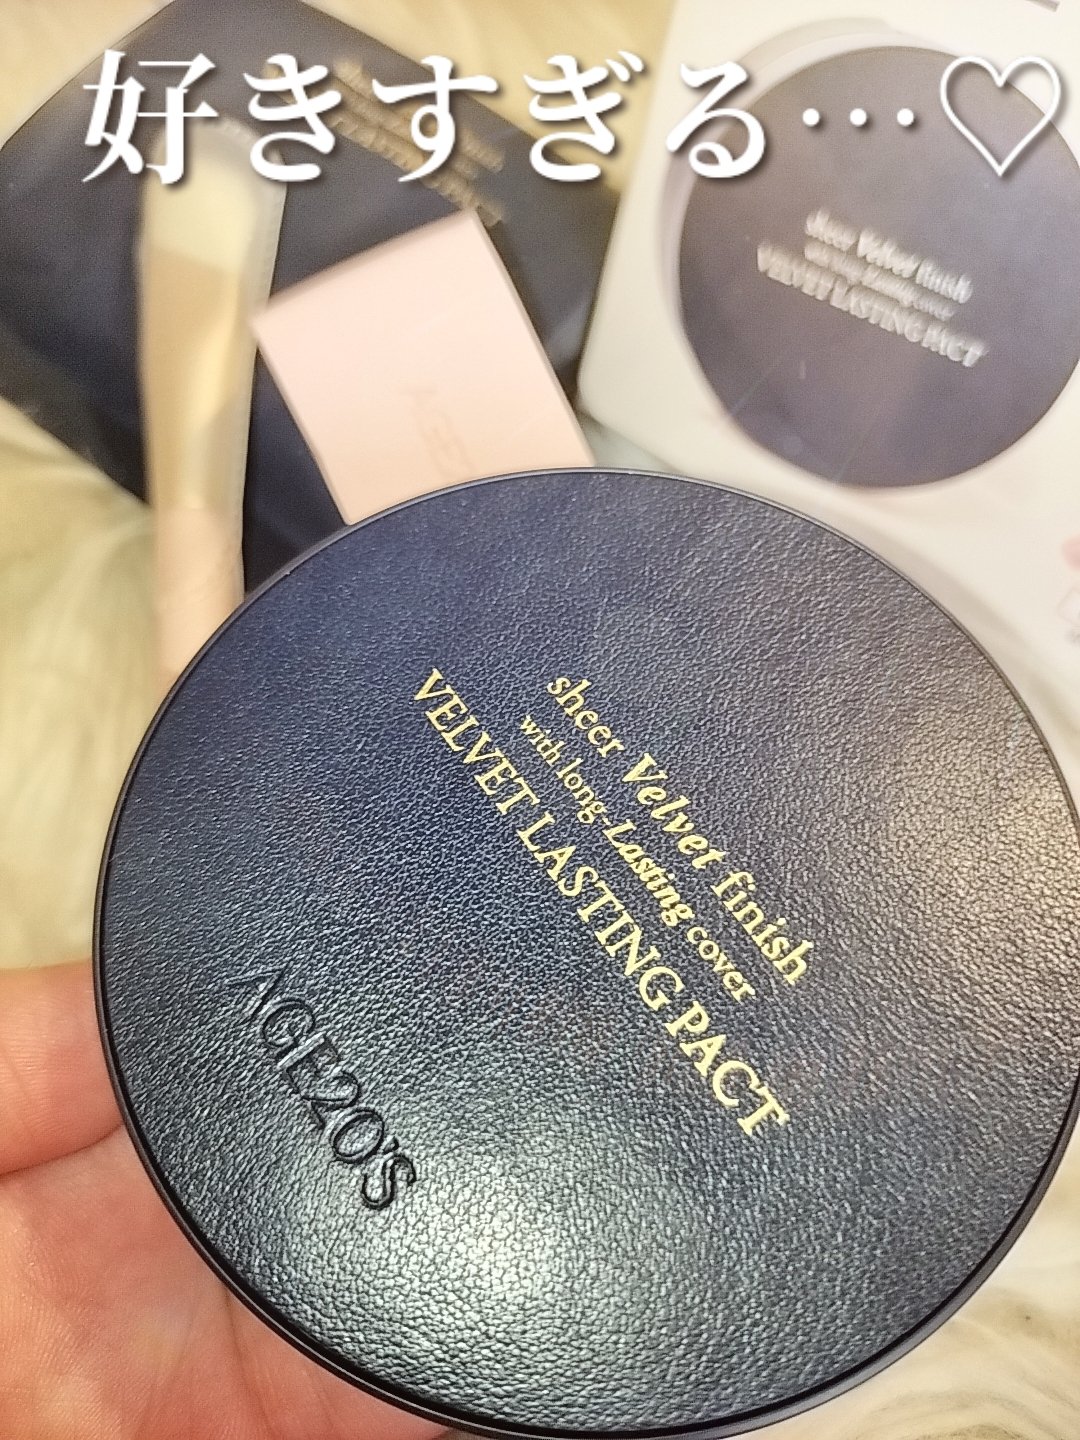 好きすぎる…♡
sheer Velvet finish
VELVET LASTING PACT
sheer Velvet finish
with long-Lasting cover
VELVET LASTING PACT
AGE20'S